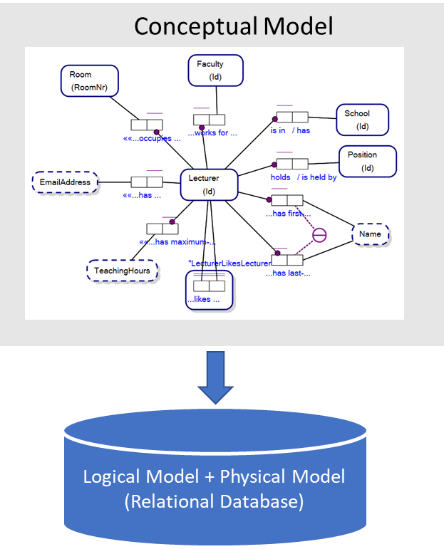 Conceptual Model
Faculty
(Id)
Room
(RoomNr)
School
(Id)
««...occupies ...
...works for ...
is in / has
Position
(Id)
EmailAddress
Lecturer
(Id)
holds / is held by
««...has ...
...has first-...
Name
««...has maximum-...
TeachingHours
"LecturerLikesLecturer
...has last-...
...likes ...
Logical Model + Physical Model
(Relational Database)